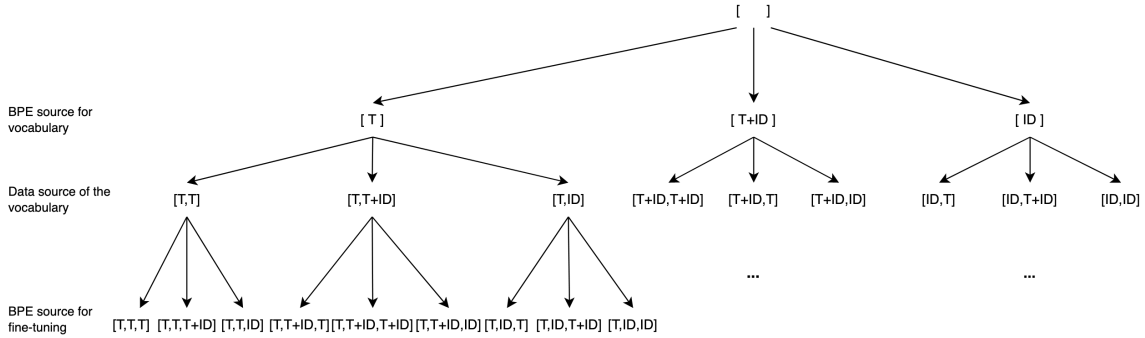 [ ]
BPE source for
vocabulary
[ T ]
[ T+ID ]
[ ID ]
Data source of the
vocabulary
[T,T]
[T,T+ID]
[T,ID]
[T+ID,T+ID]
[T+ID,T]
[T+ID,ID]
[ID,T]
[ID,T+ID]
[ID,ID]
...
...
BPE source for
fine-tuning
[T,T,T]
[T,T,T+ID]
[T,T,ID]
[T,T+ID,T]
[T,T+ID,T+ID]
[T,T+ID,ID]
[T,ID,T]
[T,ID,T+ID]
[T,ID,ID]